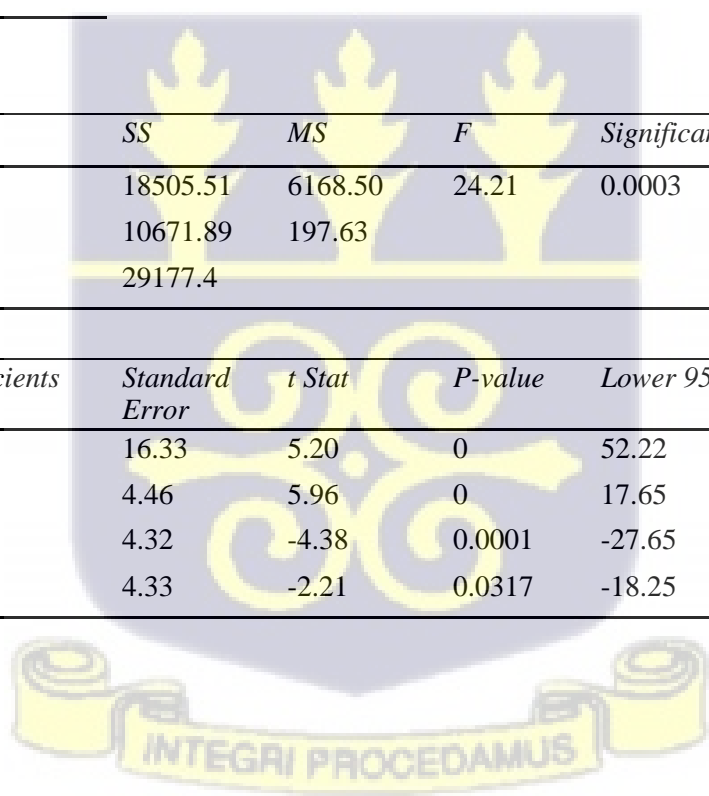 SS MS F Significan
18505.51 6168.50 24.21 0.0003
10671.89 197.63
29177.4
cients Standard Error t Stat P-value Lower 95
16.33 5.20 0 52.22
4.46 5.96 0 17.65
4.32 -4.38 0.0001 -27.65
4.33 -2.21 0.0317 -18.25
INTEGRI PROCEDAMUS